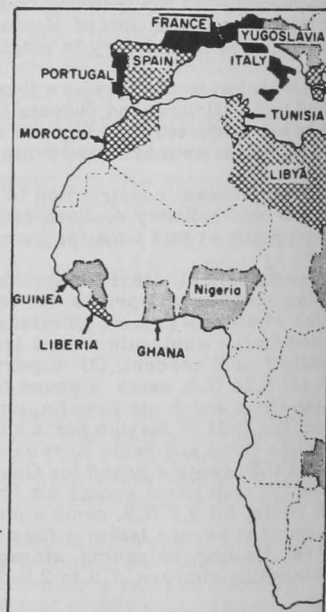 FRANCE
YUGOSLAVIA
SPAIN
ITALY
PORTUGAL
TUNISIA
MOROCCO
LIBYA
GUINEA
Nigeria
LIBERIA
GHANA